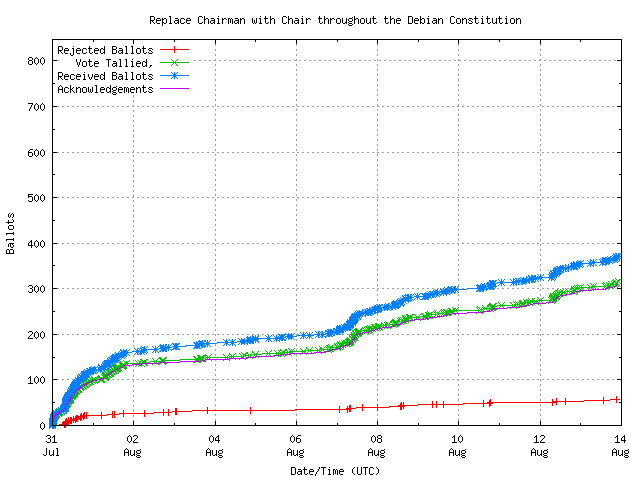 Replace Chairman with Chair throughout the Debian Constitution
Rejected Ballots
Vote Tallied,
Received Ballots
Acknowledgements
800
700
600
500
400
300
200
100
0
Ballots
31 02 04 06 08 10 12 14
Jul Aug Aug Aug Aug Aug Aug Aug
Date/Time (UTC)